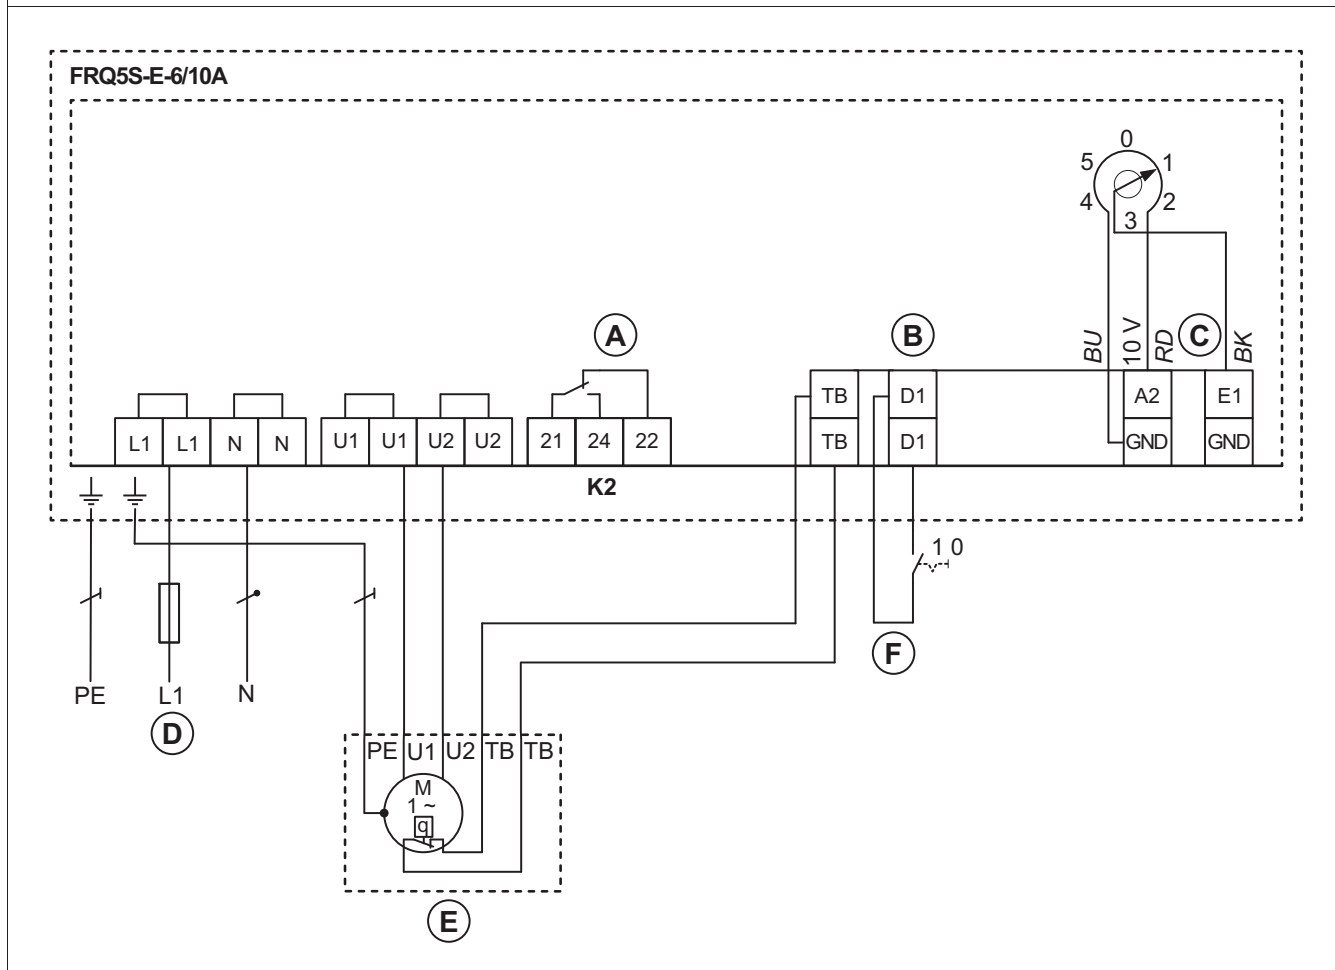 FRQ5S-E-6/10A
0
5 1
4 2
3
A B C
BU 10 V RD BK
TB D1 A2 E1
L1 L1 N N U1 U1 U2 U2 21 24 22 TB D1 GND GND
K2
1 0
F
PE L1 N
D
PE U1 U2 TB TB
M
1 ~
q
E